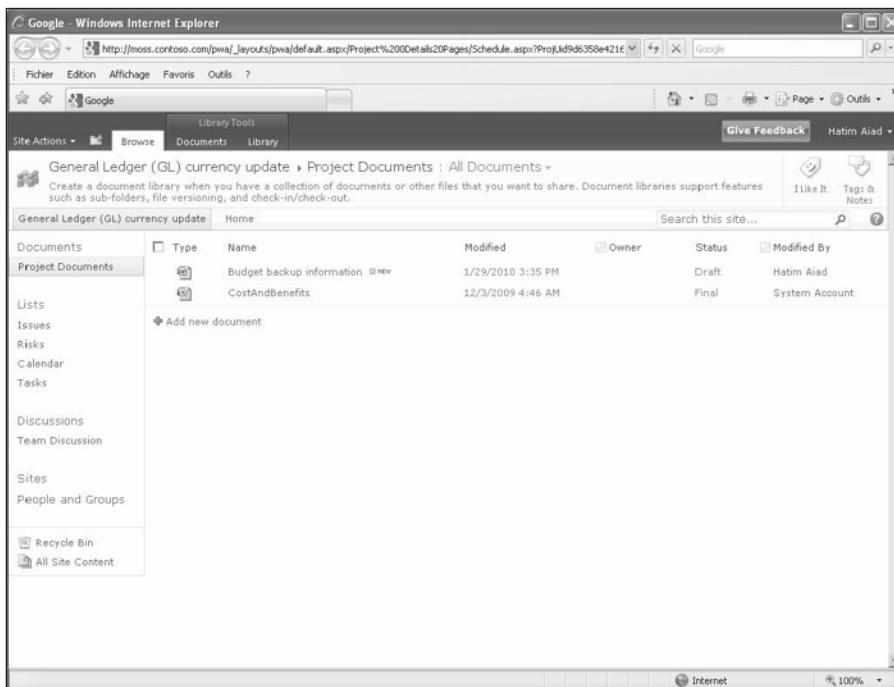 Google - Windows Internet Explorer
http://moss.contoso.com/pwa/_layouts/pwa/default.aspx/Project%200Details20Pages/Schedule.aspx?ProjUid9d6358e4216
Google
Fichier Edition Affichage Favoris Outils ?
Google
Page Outils
Library Tools
Site Actions Browse Documents Library
Give Feedback Hatim Aiad
General Ledger (GL) currency update Project Documents : All Documents
Create a document library when you have a collection of documents or other files that you want to share. Document libraries support features
such as sub-folders, file versioning, and check-in/check-out.
I Like It
Tags &
Notes
General Ledger (GL) currency update Home Search this site...
Documents
Project Documents
Lists
Issues
Risks
Calendar
Tasks
Discussions
Team Discussion
Sites
People and Groups
Recycle Bin
All Site Content
Type Name Modified Owner Status Modified By
Budget backup information NEW 1/29/2010 3:35 PM Draft Hatim Aiad
CostAndBenefits 12/3/2009 4:46 AM Final System Account
Add new document
Internet 100%